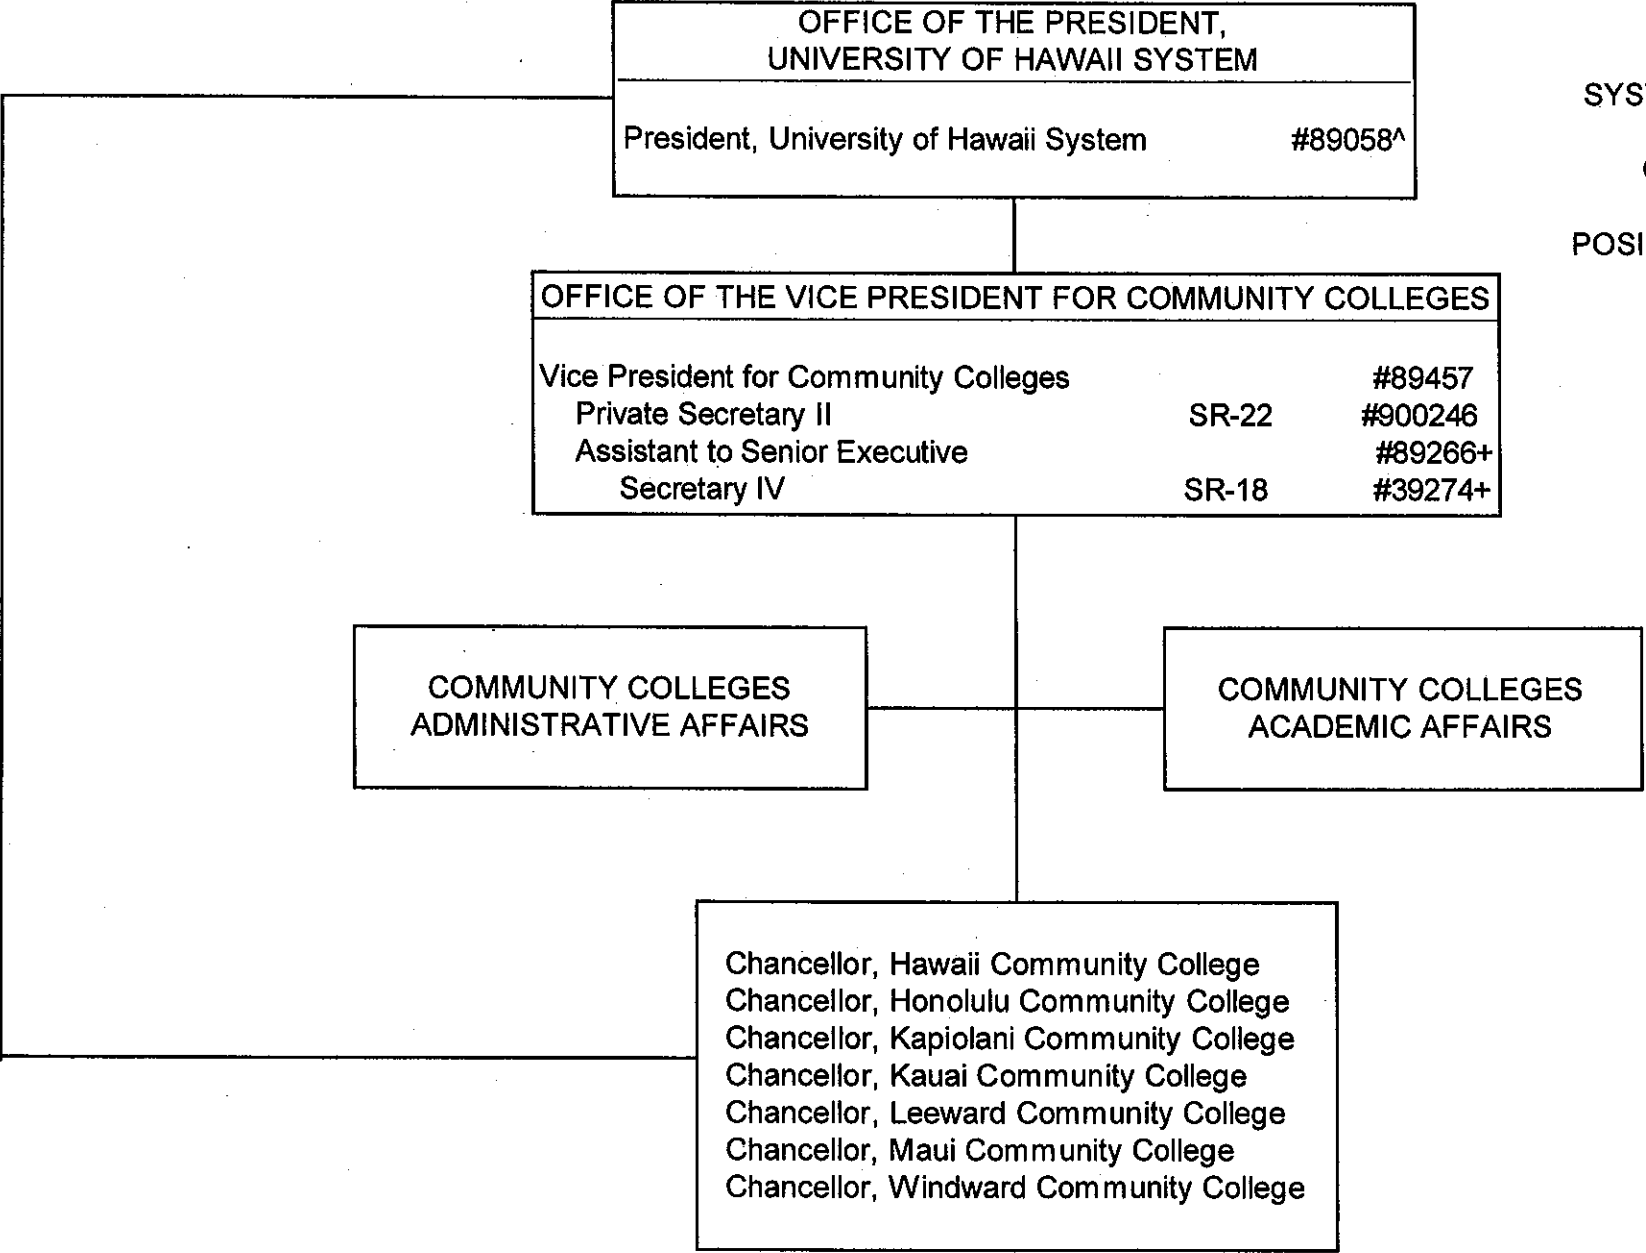 OFFICE OF THE PRESIDENT,
UNIVERSITY OF HAWAII SYSTEM
President, University of Hawaii System #89058^
OFFICE OF THE VICE PRESIDENT FOR COMMUNITY COLLEGES
Vice President for Community Colleges #89457
Private Secretary II SR-22 #900246
Assistant to Senior Executive #89266+
Secretary IV SR-18 #39274+
COMMUNITY COLLEGES
ADMINISTRATIVE AFFAIRS
COMMUNITY COLLEGES
ACADEMIC AFFAIRS
Chancellor, Hawaii Community College
Chancellor, Honolulu Community College
Chancellor, Kapiolani Community College
Chancellor, Kauai Community College
Chancellor, Leeward Community College
Chancellor, Maui Community College
Chancellor, Windward Community College